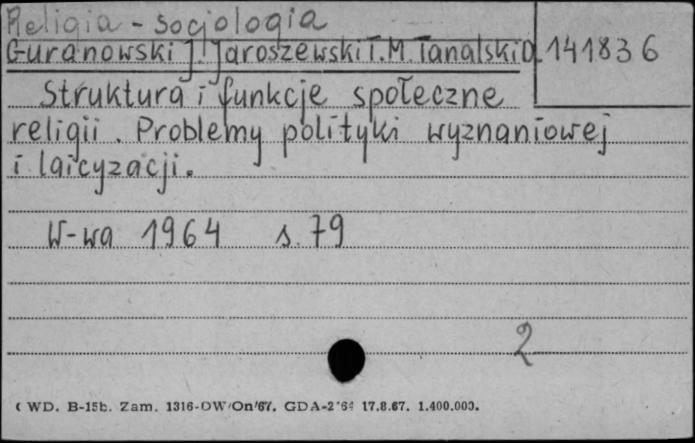 Religia - socjologia
Guranowski J. Jaroszewski T.M. Tanalski D. 141836
Struktura i funkcje społeczne
religii. Problemy polityki wyznaniowej
i laicyzacji.
W-wa 1964 s. 79
2
WD. B-15b. Zam. 1316-DW/On/67. GDA-2*64 17.8.67. 1.400.000.